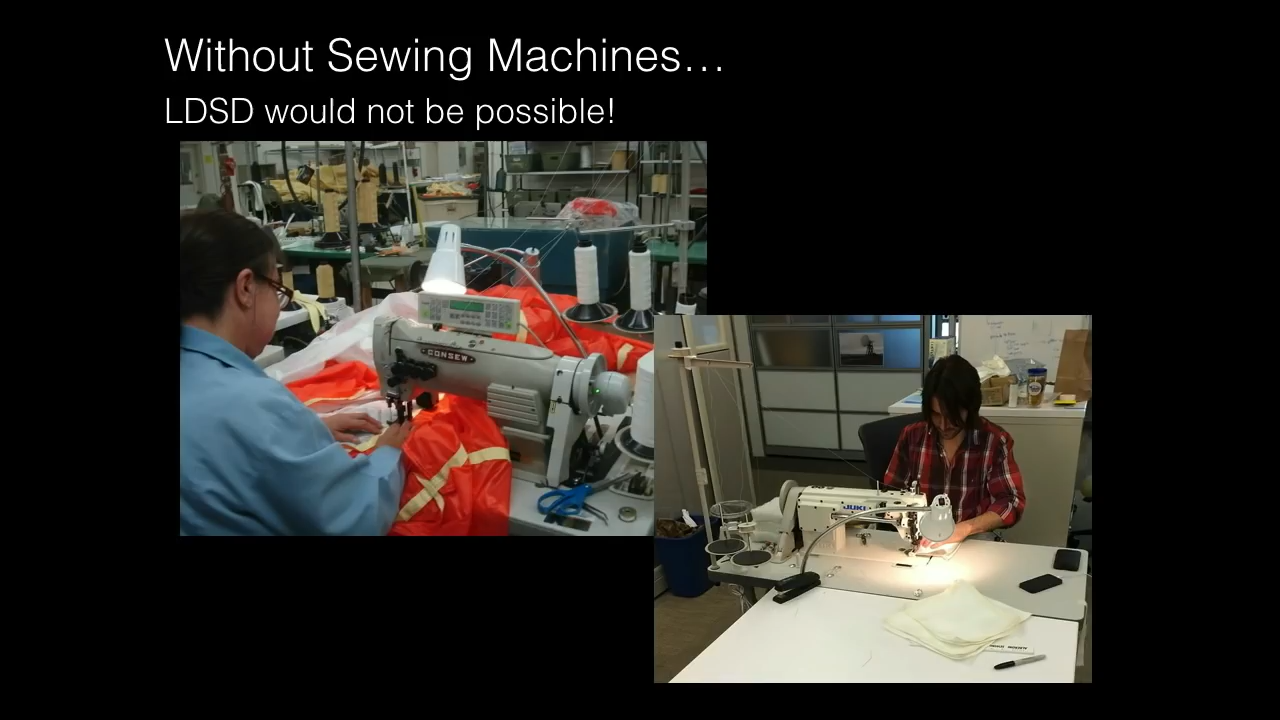 Without Sewing Machines…
LDSD would not be possible!
CONSEW
JUKI